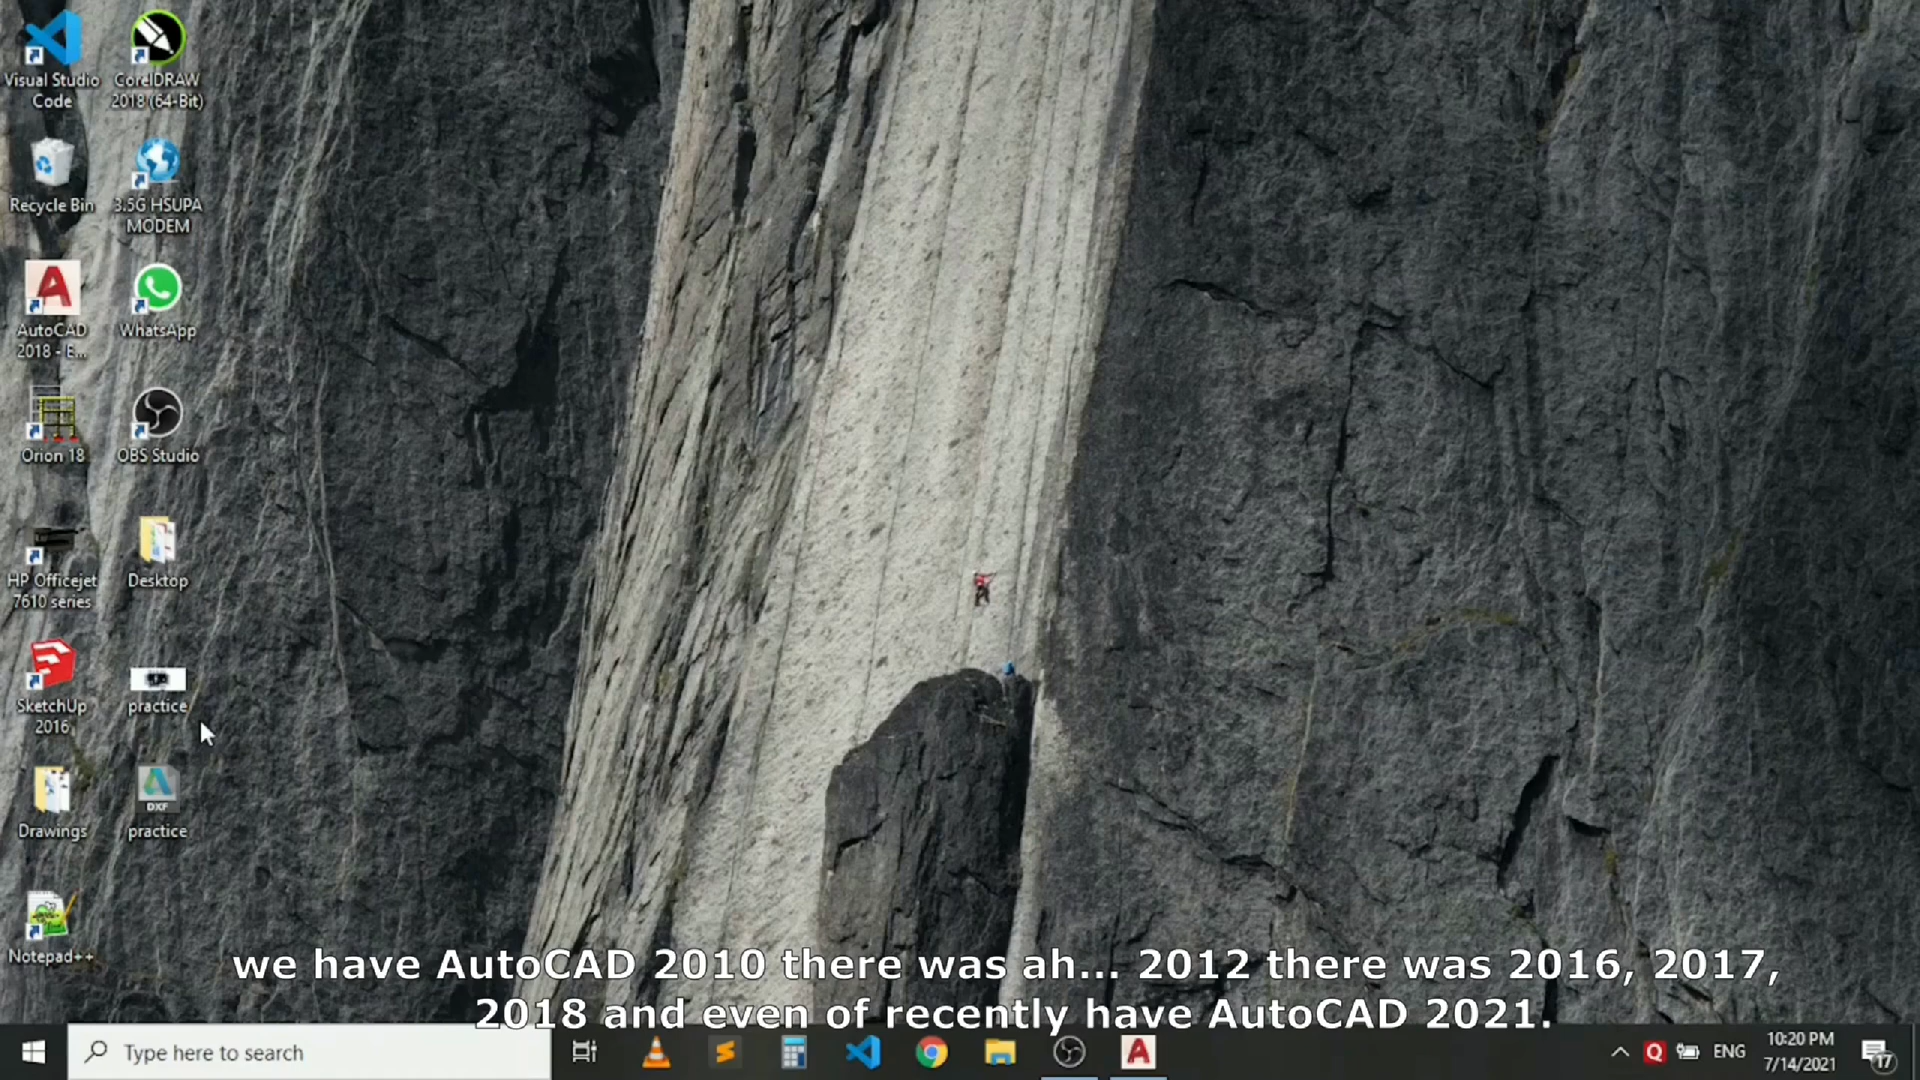 Visual Studio
Code
CorelDRAW
2018 (64-Bit)
Recycle Bin
3.5G HSUPA
MODEM
AutoCAD
2018 - E...
WhatsApp
Orion 18
OBS Studio
HP Officejet
7610 series
Desktop
SketchUp
2016
practice
Drawings
DXF
practice
Notepad++
we have AutoCAD 2010 there was ah... 2012 there was 2016, 2017,
2018 and even of recently have AutoCAD 2021.
Type here to search
ENG
10:20 PM
7/14/2021
17